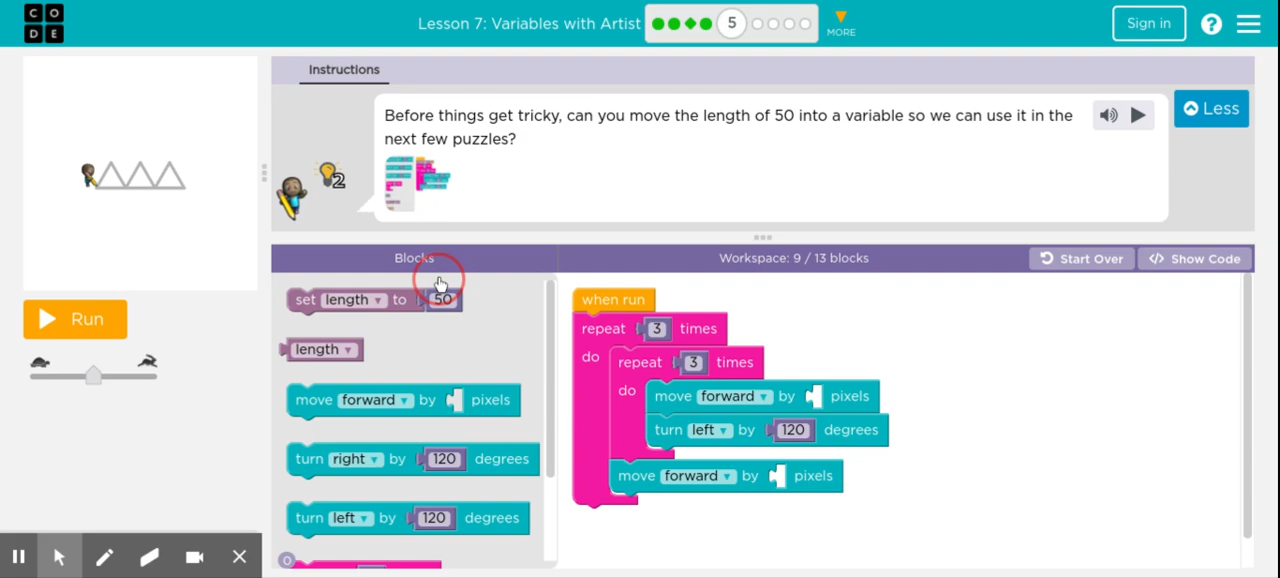 C O
D E
Lesson 7: Variables with Artist
5
MORE
Sign in
?
Instructions
Before things get tricky, can you move the length of 50 into a variable so we can use it in the
next few puzzles?
Less
2
Blocks
Workspace: 9 / 13 blocks
Start Over
</> Show Code
Run
set length to 50
length
move forward by pixels
turn right by 120 degrees
turn left by 120 degrees
when run
repeat 3 times
do
repeat 3 times
do
move forward by pixels
turn left by 120 degrees
move forward by pixels